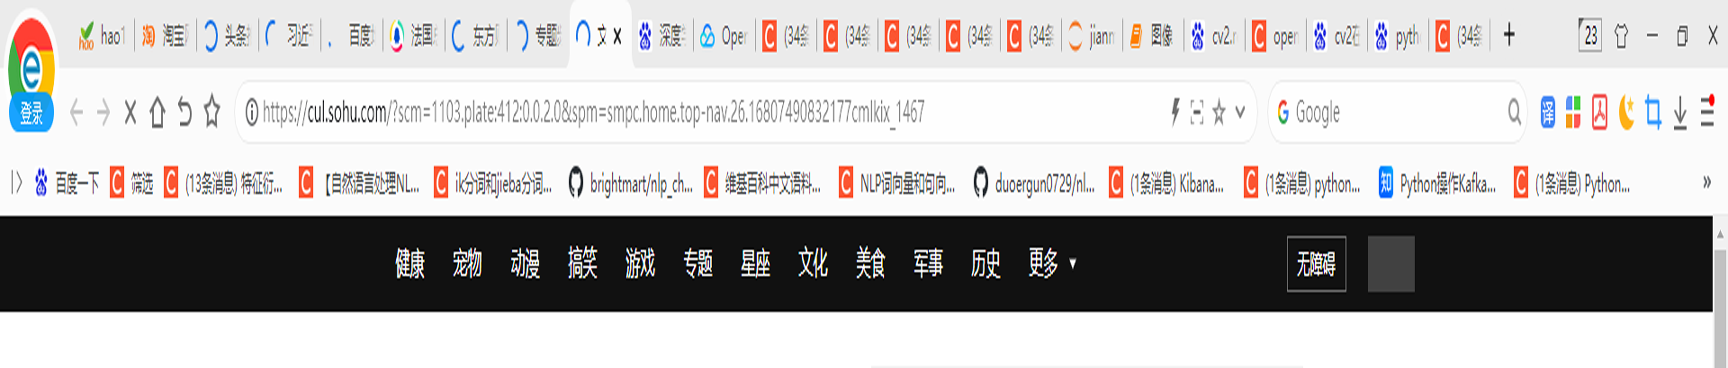 hao1 淘宝 头条 习近 百度 法国 东方 专题 文 深度 Oper (34条 (34条 (34条 (34条 (34条 jiann 图像 cv2.r open cv2在 pyth (34条 23
登录 https://cul.sohu.com/?scm=1103.plate:412:0.0.2.0&spm=smpc.home.top-nav.26.16807490832177cmlkix_1467 Google 译
百度一下 筛选 (13条消息) 特征衍... 【自然语言处理NL... ik分词和jieba分词... brightmart/nlp_ch... 维基百科中文语料... NLP词向量和句向... duoergun0729/nl... (1条消息) Kibana... (1条消息) python... 知 Python操作Kafka... (1条消息) Python... »
健康 宠物 动漫 搞笑 游戏 专题 星座 文化 美食 军事 历史 更多 无障碍